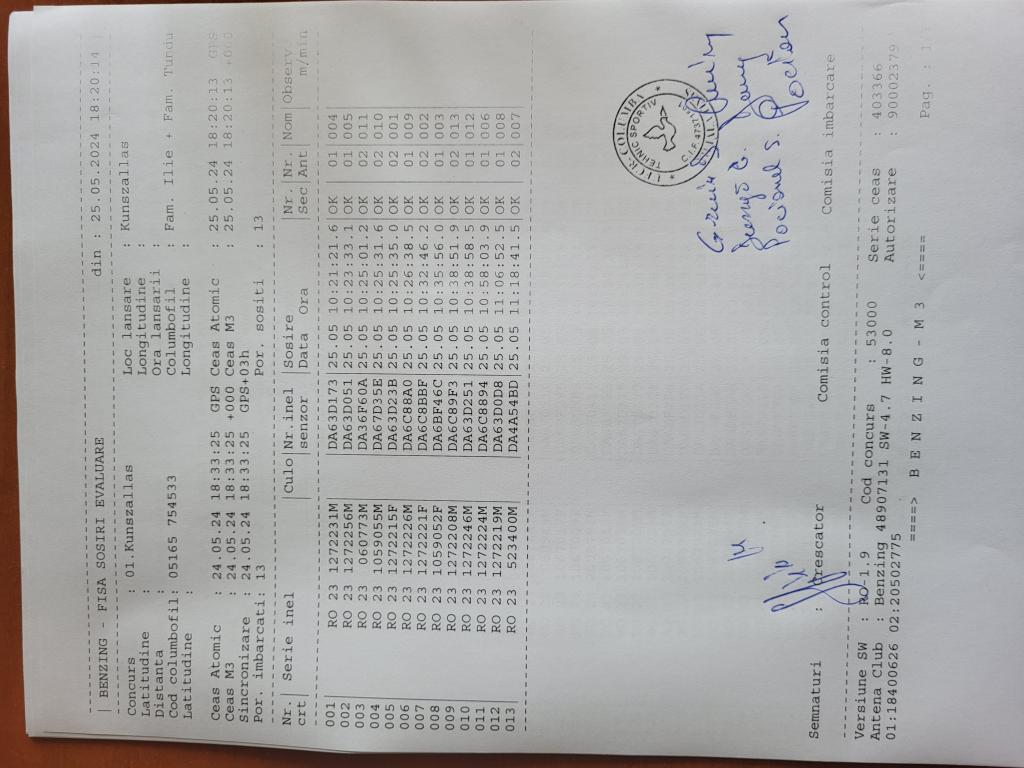 | BENZING - FISA SOSIRI EVALUARE din : 25.05.2024 18:20:14 |
Concurs : 01.Kunszallas Loc lansare : Kunszallas
Latitudine : Longitudine :
Distanta : Ora lansarii :
Cod columbofil: 05165 754533 Columbofil : Fam. Ilie + Fam. Tundu
Latitudine : Longitudine :
Ceas Atomic : 24.05.24 18:33:25 GPS Ceas Atomic : 25.05.24 18:20:13 GPS
Ceas M3 : 24.05.24 18:33:25 +000 Ceas M3 : 25.05.24 18:20:13 +000
Sincronizare : 24.05.24 18:33:25 GPS+03h
Por. imbarcati: 13 Por. sositi : 13
Nr.| Serie inel |Culo|Nr.inel |Sosire |Nr. Nr.|Nom|Observ
crt senzor Data Ora Sec Ant m/min
001 RO 23 1272231M DA63D173 25.05 10:21:21.6 OK 01 004
002 RO 23 1272256M DA63D051 25.05 10:23:33.1 OK 01 005
003 RO 23 060773M DA36F60A 25.05 10:25:01.2 OK 02 011
004 RO 23 1059055M DA67D35E 25.05 10:25:31.6 OK 02 010
005 RO 23 1272215F DA63D23B 25.05 10:25:35.0 OK 02 001
006 RO 23 1272226M DA6C88A0 25.05 10:26:38.5 OK 01 009
007 RO 23 1272221F DA6C8BBF 25.05 10:32:46.2 OK 02 002
008 RO 23 1059052F DA6BF46C 25.05 10:35:56.0 OK 01 003
009 RO 23 1272208M DA6C89F3 25.05 10:38:51.9 OK 02 013
010 RO 23 1272246M DA63D251 25.05 10:38:58.5 OK 01 012
011 RO 23 1272224M DA6C8894 25.05 10:58:03.9 OK 01 006
012 RO 23 1272219M DA63D0D8 25.05 11:06:52.5 OK 01 008
013 RO 23 523400M DA4A54BD 25.05 11:18:41.5 OK 02 007
UCR-COLUMBA
TEHNIC SPORTIV
Semnaturi : Crescator Comisia control Comisia imbarcare
Versiune SW : RO-1.9 Cod concurs : 53000 Serie ceas : 403366
Antena Club : Benzing 48907131 SW-4.7 HW-8.0 Autorizare : 90002379
01:18400626 02:20502775
====> B E N Z I N G - M 3 <====
Pag. : 1/